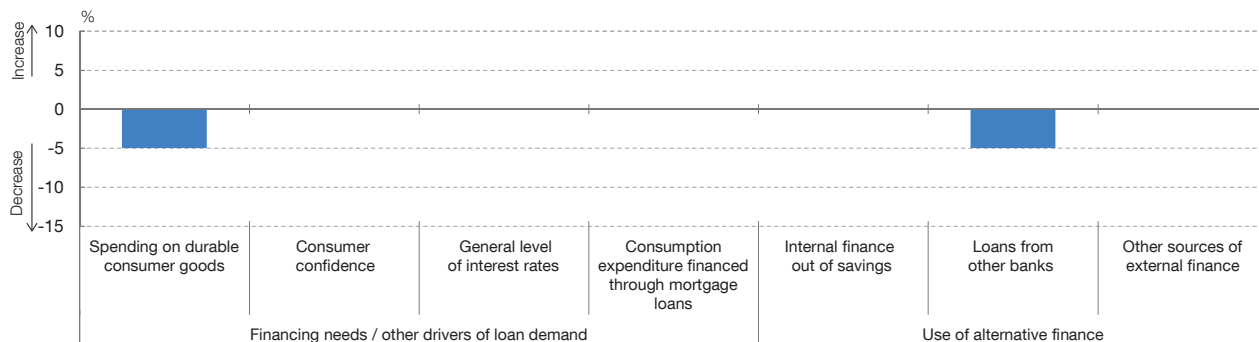 %
Increase
Decrease
10
5
0
-5
-10
-15
Spending on durable
consumer goods
Consumer
confidence
General level
of interest rates
Consumption
expenditure financed
through mortgage
loans
Internal finance
out of savings
Loans from
other banks
Other sources of
external finance
Financing needs / other drivers of loan demand
Use of alternative finance